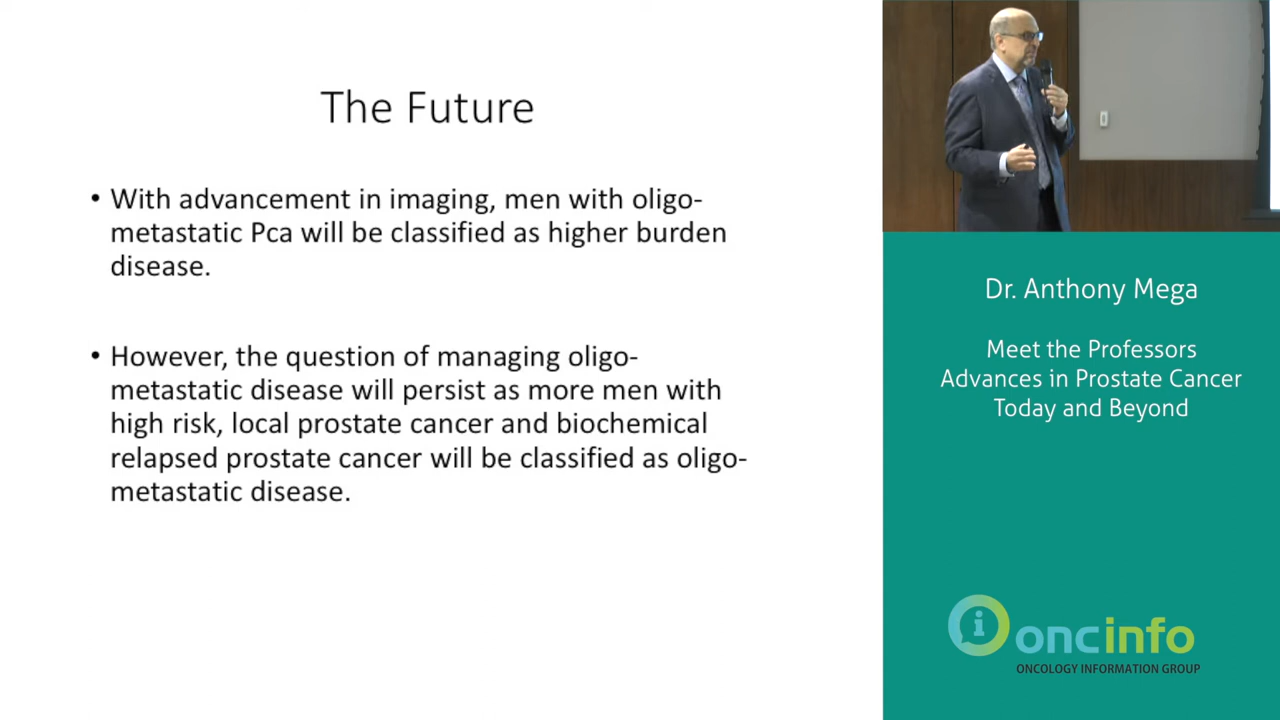 The Future
• With advancement in imaging, men with oligo-
metastatic Pca will be classified as higher burden
disease.
• However, the question of managing oligo-
metastatic disease will persist as more men with
high risk, local prostate cancer and biochemical
relapsed prostate cancer will be classified as oligo-
metastatic disease.
Dr. Anthony Mega
Meet the Professors
Advances in Prostate Cancer
Today and Beyond
i oncinfo
ONCOLOGY INFORMATION GROUP